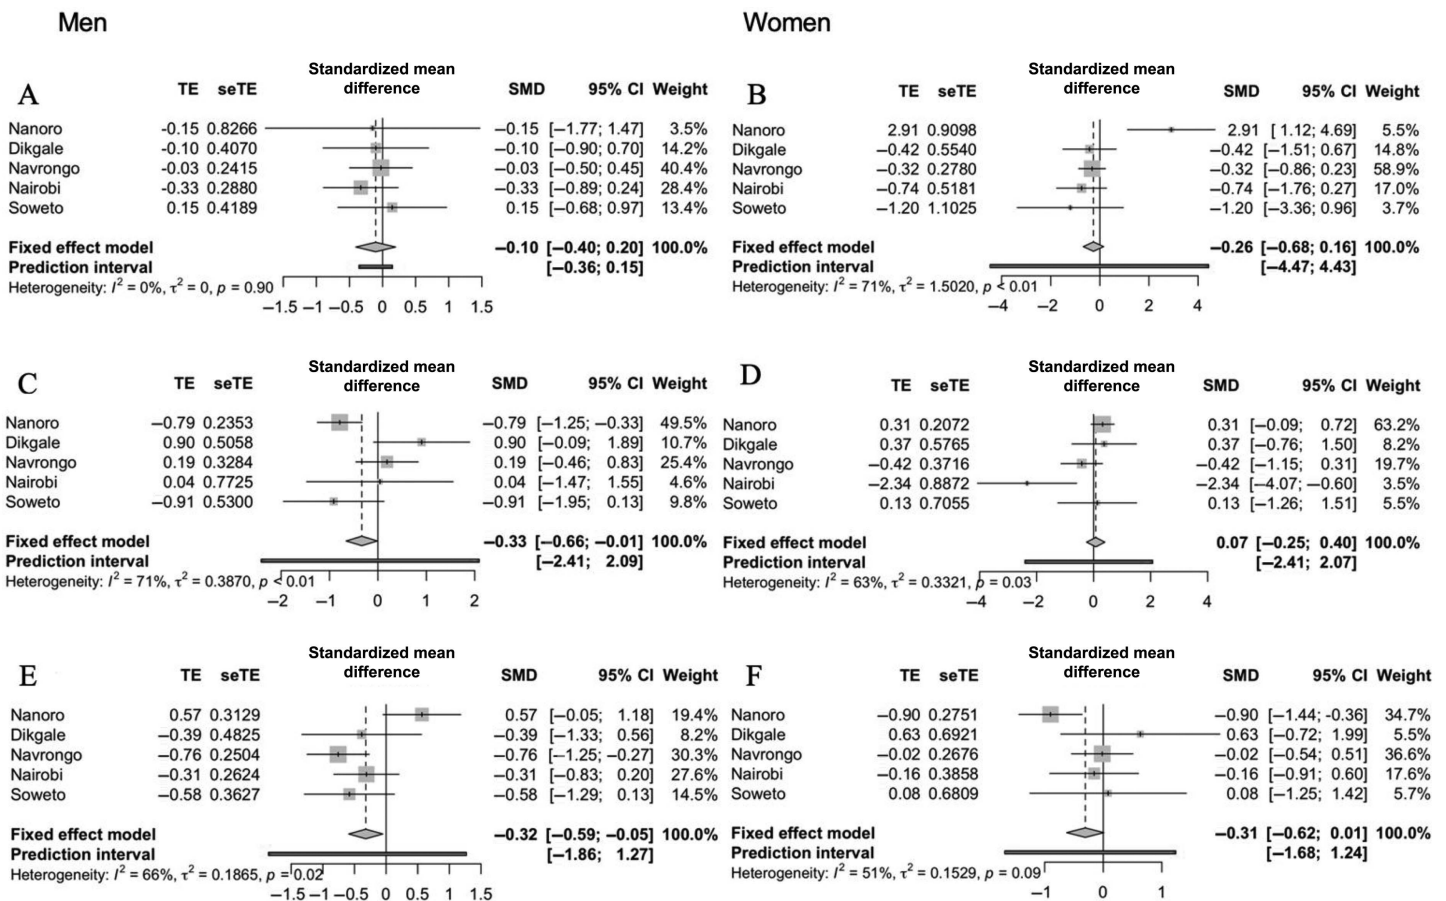 Men
Women
A
TE seTE Standardized mean difference SMD 95% CI Weight
Nanoro -0.15 0.8266 −0.15 [−1.77; 1.47] 3.5%
Dikgale -0.10 0.4070 −0.10 [−0.90; 0.70] 14.2%
Navrongo -0.03 0.2415 −0.03 [−0.50; 0.45] 40.4%
Nairobi -0.33 0.2880 −0.33 [−0.89; 0.24] 28.4%
Soweto 0.15 0.4189 0.15 [−0.68; 0.97] 13.4%
Fixed effect model −0.10 [−0.40; 0.20] 100.0%
Prediction interval [−0.36; 0.15]
Heterogeneity: I² = 0%, τ² = 0, p = 0.90
−1.5 −1 −0.5 0 0.5 1 1.5
B
TE seTE Standardized mean difference SMD 95% CI Weight
Nanoro 2.91 0.9098 2.91 [ 1.12; 4.69] 5.5%
Dikgale −0.42 0.5540 −0.42 [−1.51; 0.67] 14.8%
Navrongo −0.32 0.2780 −0.32 [−0.86; 0.23] 58.9%
Nairobi −0.74 0.5181 −0.74 [−1.76; 0.27] 17.0%
Soweto −1.20 1.1025 −1.20 [−3.36; 0.96] 3.7%
Fixed effect model −0.26 [−0.68; 0.16] 100.0%
Prediction interval [−4.47; 4.43]
Heterogeneity: I² = 71%, τ² = 1.5020, p < 0.01
−4 −2 0 2 4
C
TE seTE Standardized mean difference SMD 95% CI Weight
Nanoro −0.79 0.2353 −0.79 [−1.25; −0.33] 49.5%
Dikgale 0.90 0.5058 0.90 [−0.09; 1.89] 10.7%
Navrongo 0.19 0.3284 0.19 [−0.46; 0.83] 25.4%
Nairobi 0.04 0.7725 0.04 [−1.47; 1.55] 4.6%
Soweto −0.91 0.5300 −0.91 [−1.95; 0.13] 9.8%
Fixed effect model −0.33 [−0.66; −0.01] 100.0%
Prediction interval [−2.41; 2.09]
Heterogeneity: I² = 71%, τ² = 0.3870, p < 0.01
−2 −1 0 1 2
D
TE seTE Standardized mean difference SMD 95% CI Weight
Nanoro 0.31 0.2072 0.31 [−0.09; 0.72] 63.2%
Dikgale 0.37 0.5765 0.37 [−0.76; 1.50] 8.2%
Navrongo −0.42 0.3716 −0.42 [−1.15; 0.31] 19.7%
Nairobi −2.34 0.8872 −2.34 [−4.07; −0.60] 3.5%
Soweto 0.13 0.7055 0.13 [−1.26; 1.51] 5.5%
Fixed effect model 0.07 [−0.25; 0.40] 100.0%
Prediction interval [−2.41; 2.07]
Heterogeneity: I² = 63%, τ² = 0.3321, p = 0.03
−4 −2 0 2 4
E
TE seTE Standardized mean difference SMD 95% CI Weight
Nanoro 0.57 0.3129 0.57 [−0.05; 1.18] 19.4%
Dikgale −0.39 0.4825 −0.39 [−1.33; 0.56] 8.2%
Navrongo −0.76 0.2504 −0.76 [−1.25; −0.27] 30.3%
Nairobi −0.31 0.2624 −0.31 [−0.83; 0.20] 27.6%
Soweto −0.58 0.3627 −0.58 [−1.29; 0.13] 14.5%
Fixed effect model −0.32 [−0.59; −0.05] 100.0%
Prediction interval [−1.86; 1.27]
Heterogeneity: I² = 66%, τ² = 0.1865, p = 0.02
−1.5 −1 −0.5 0 0.5 1 1.5
F
TE seTE Standardized mean difference SMD 95% CI Weight
Nanoro −0.90 0.2751 −0.90 [−1.44; -0.36] 34.7%
Dikgale 0.63 0.6921 0.63 [−0.72; 1.99] 5.5%
Navrongo −0.02 0.2676 −0.02 [−0.54; 0.51] 36.6%
Nairobi −0.16 0.3858 −0.16 [−0.91; 0.60] 17.6%
Soweto 0.08 0.6809 0.08 [−1.25; 1.42] 5.7%
Fixed effect model −0.31 [−0.62; 0.01] 100.0%
Prediction interval [−1.68; 1.24]
Heterogeneity: I² = 51%, τ² = 0.1529, p = 0.09
−1 0 1